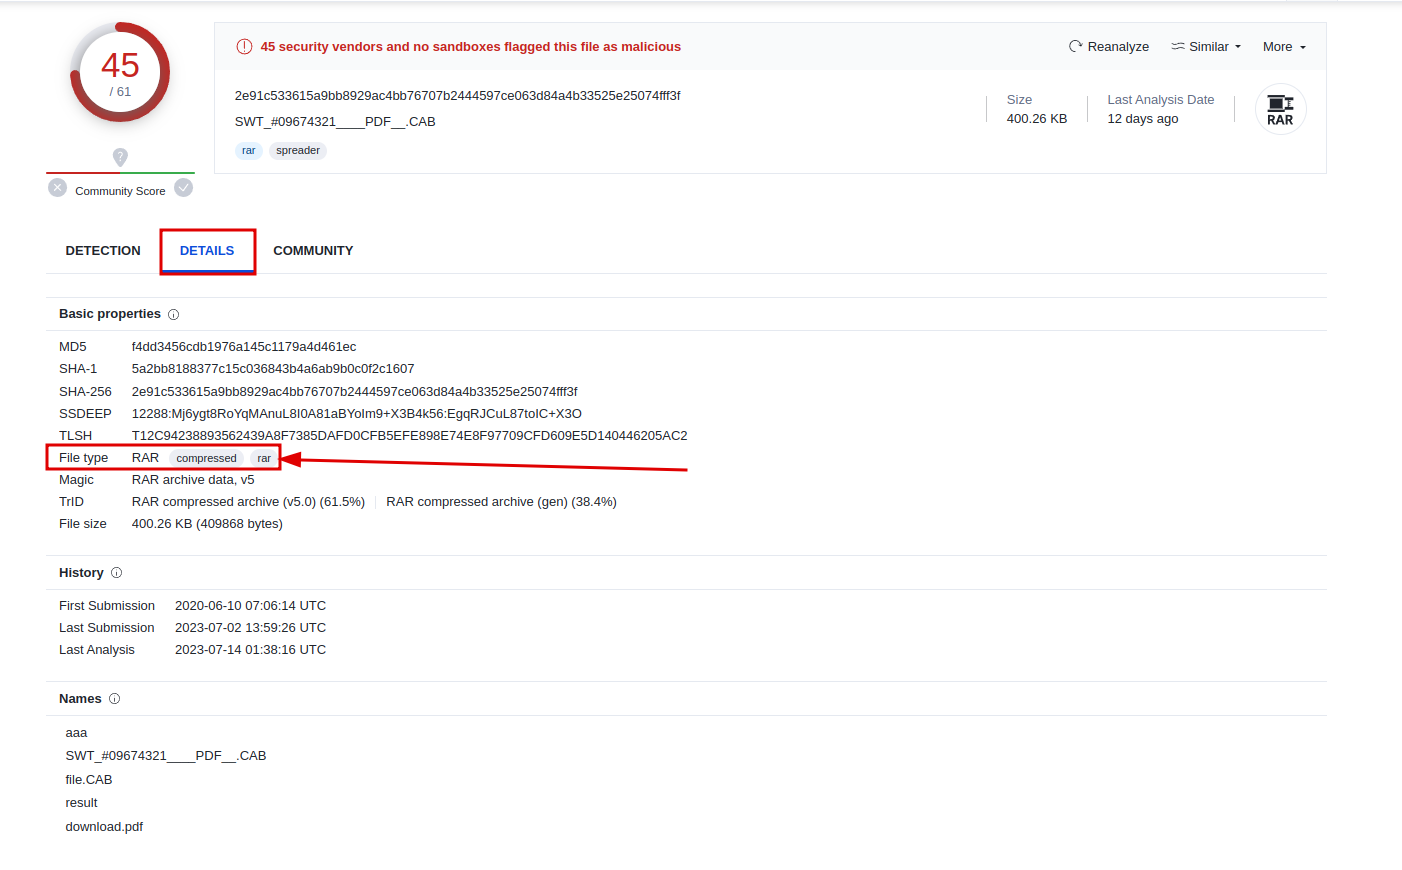 45
/ 61
?
Community Score
45 security vendors and no sandboxes flagged this file as malicious
Reanalyze
Similar
More
2e91c533615a9bb8929ac4bb76707b2444597ce063d84a4b33525e25074fff3f
SWT_#09674321____PDF__.CAB
rar spreader
Size
400.26 KB
Last Analysis Date
12 days ago
RAR
DETECTION DETAILS COMMUNITY
Basic properties
MD5 f4dd3456cdb1976a145c1179a4d461ec
SHA-1 5a2bb8188377c15c036843b4a6ab9b0c0f2c1607
SHA-256 2e91c533615a9bb8929ac4bb76707b2444597ce063d84a4b33525e25074fff3f
SSDEEP 12288:Mj6ygt8RoYqMAnuL8I0A81aBYoIm9+X3B4k56:EgqRJCuL87toIC+X3O
TLSH T12C94238893562439A8F7385DAFD0CFB5EFE898E74E8F97709CFD609E5D140446205AC2
File type RAR compressed rar
Magic RAR archive data, v5
TrID RAR compressed archive (v5.0) (61.5%) RAR compressed archive (gen) (38.4%)
File size 400.26 KB (409868 bytes)
History
First Submission 2020-06-10 07:06:14 UTC
Last Submission 2023-07-02 13:59:26 UTC
Last Analysis 2023-07-14 01:38:16 UTC
Names
aaa
SWT_#09674321____PDF__.CAB
file.CAB
result
download.pdf